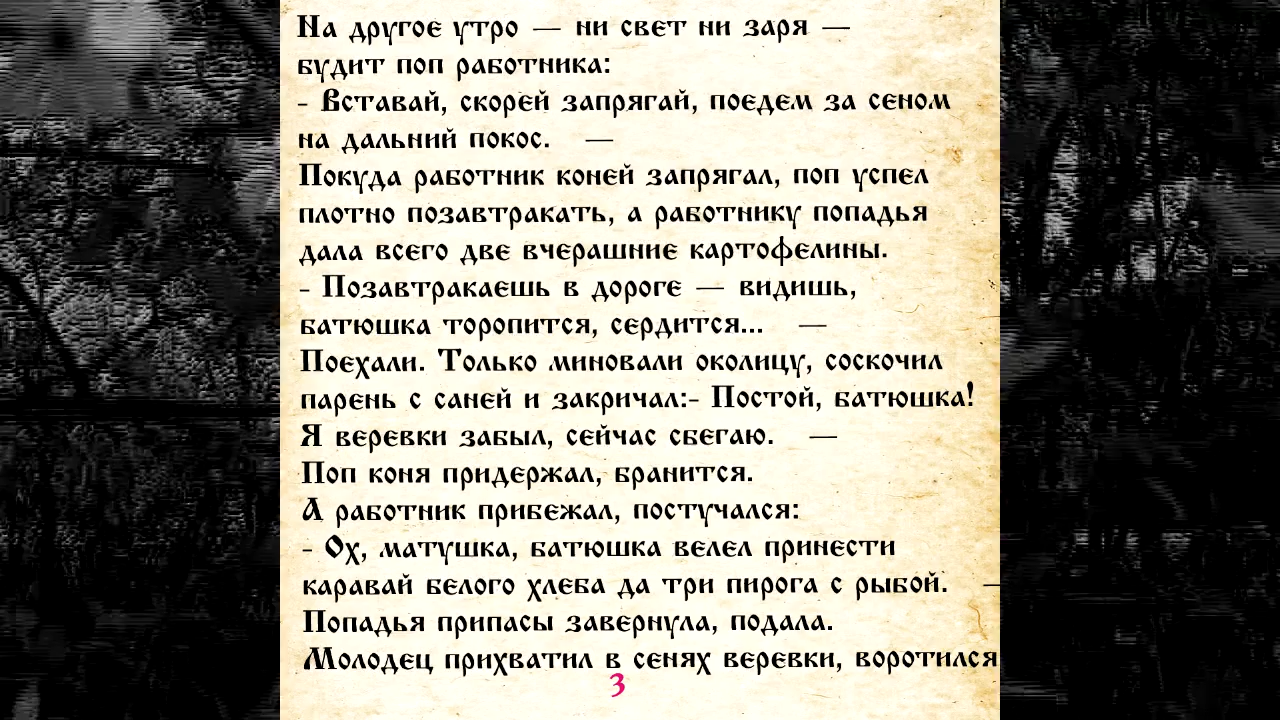 На другое утро — ни свет ни заря —
будит поп работника:
- Вставай, скорей запрягай, поедем за сеном
на дальний покос. —
Покуда работник коней запрягал, поп успел
плотно позавтракать, а работнику попадья
дала всего две вчерашние картофелины.
- Позавтракаешь в дороге — видишь,
батюшка торопится, сердится... —
Поехали. Только миновали околицу, соскочил
парень с саней и закричал:- Постой, батюшка!
Я веревки забыл, сейчас сбегаю. —
Поп коня придержал, бранится.
А работник прибежал, постучался:
- Ох, матушка, батюшка велел принести
каравай белого хлеба да три пирога с рыбой. —
Попадья припасы завернула, подала.
Молодец прихватил в сенях веревки, воротился
3